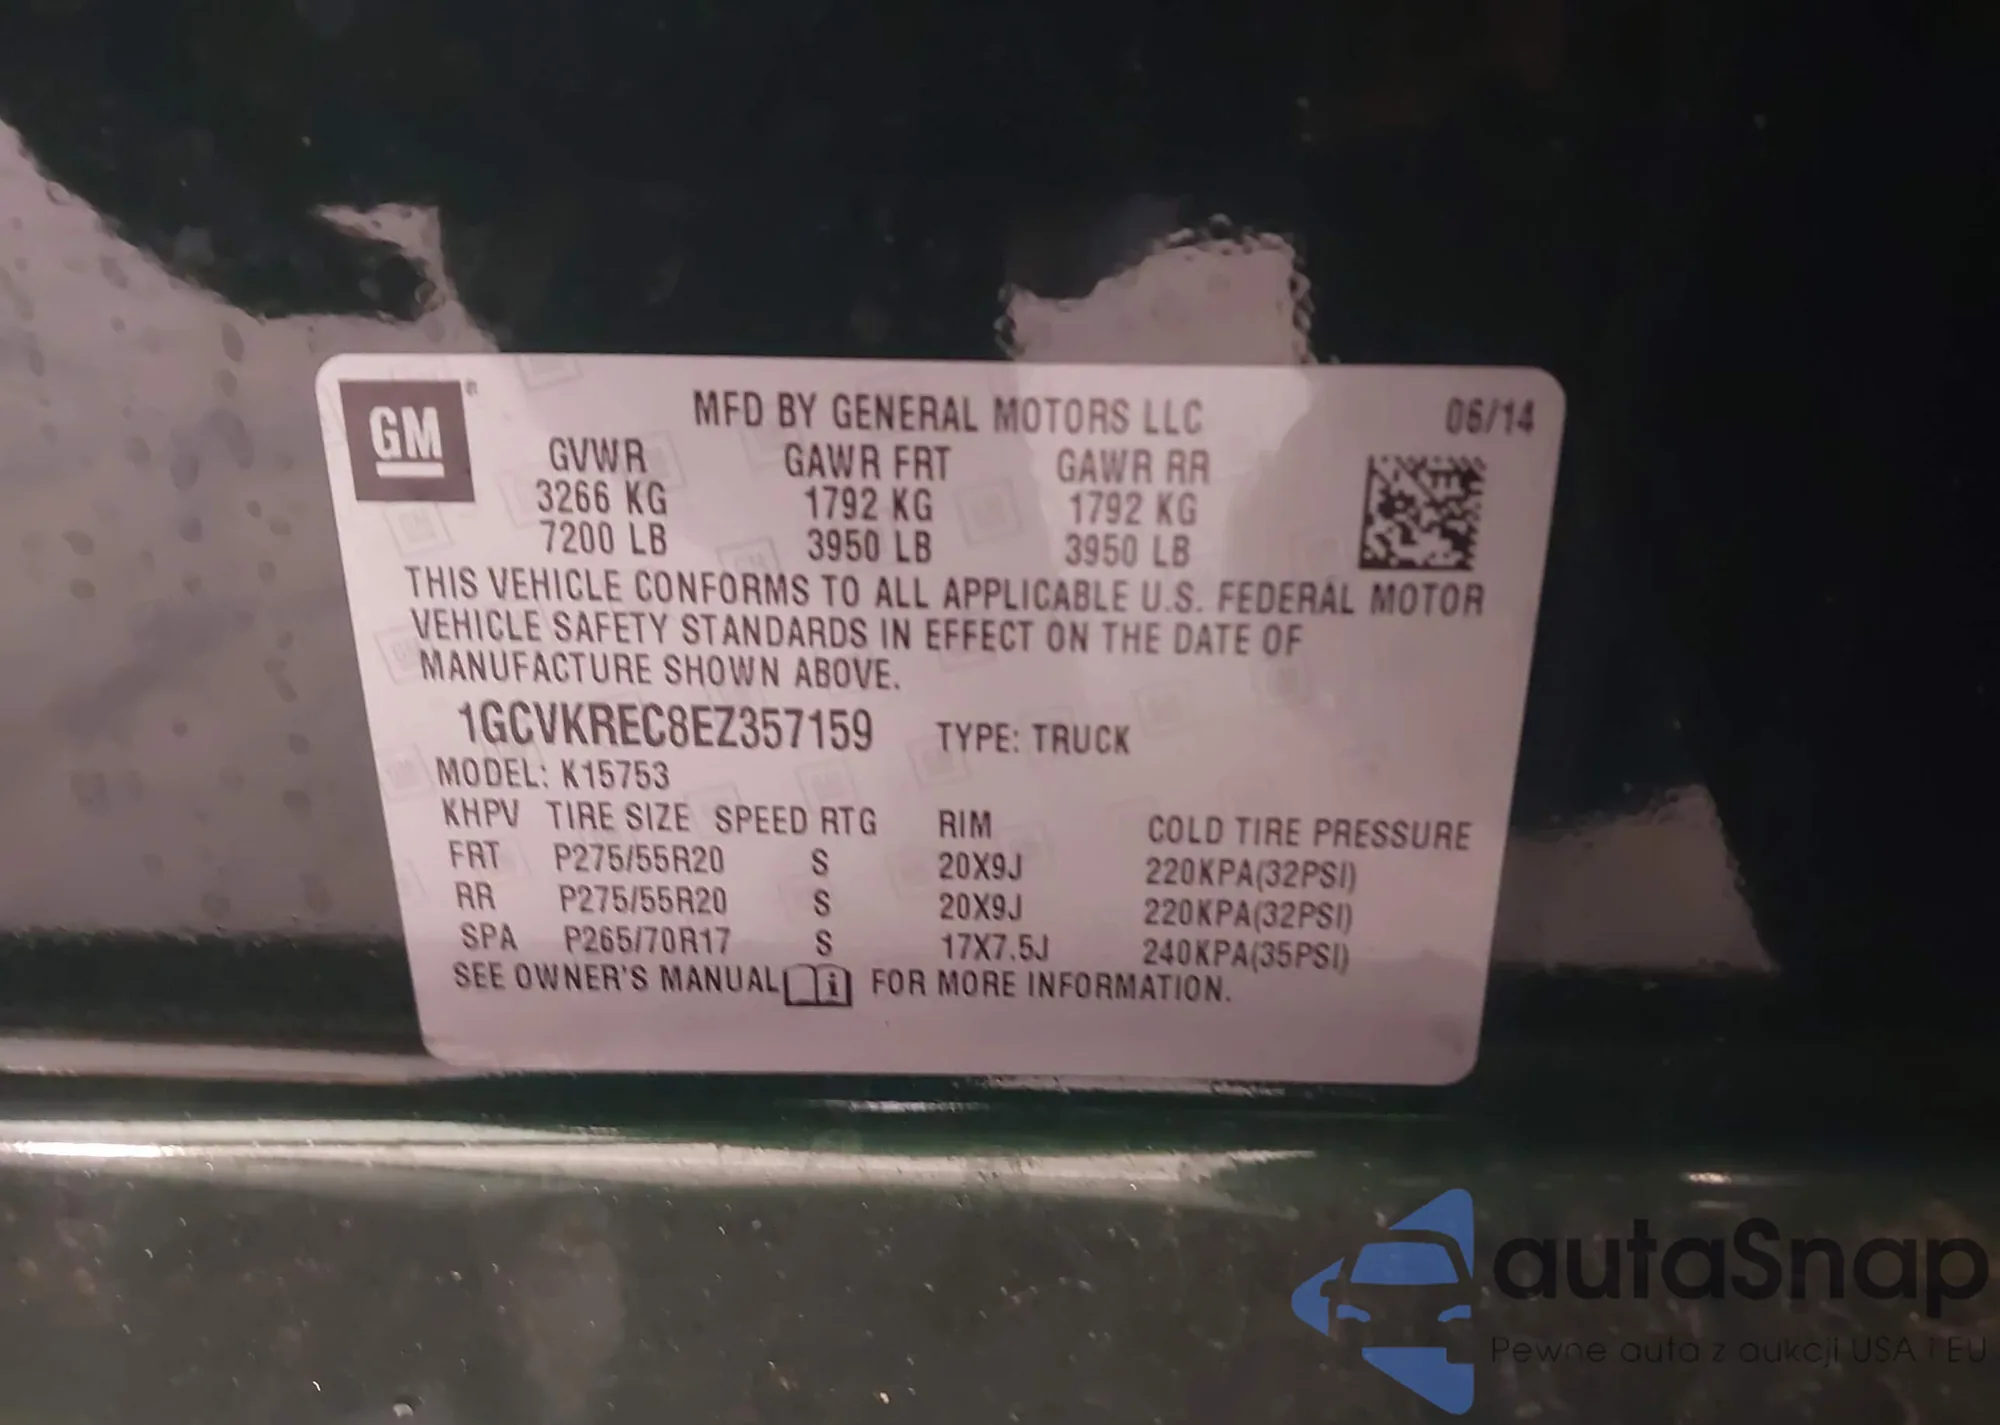 GM
MFD BY GENERAL MOTORS LLC 06/14
GVWR GAWR FRT GAWR RR
3266 KG 1792 KG 1792 KG
7200 LB 3950 LB 3950 LB
THIS VEHICLE CONFORMS TO ALL APPLICABLE U.S. FEDERAL MOTOR
VEHICLE SAFETY STANDARDS IN EFFECT ON THE DATE OF
MANUFACTURE SHOWN ABOVE.
1GCVKREC8EZ357159 TYPE: TRUCK
MODEL: K15753
KHPV TIRE SIZE SPEED RTG RIM COLD TIRE PRESSURE
FRT P275/55R20 S 20X9J 220KPA(32PSI)
RR P275/55R20 S 20X9J 220KPA(32PSI)
SPA P265/70R17 S 17X7.5J 240KPA(35PSI)
SEE OWNER'S MANUAL i FOR MORE INFORMATION.
autaSnap
Pewne auta z aukcji USA i EU